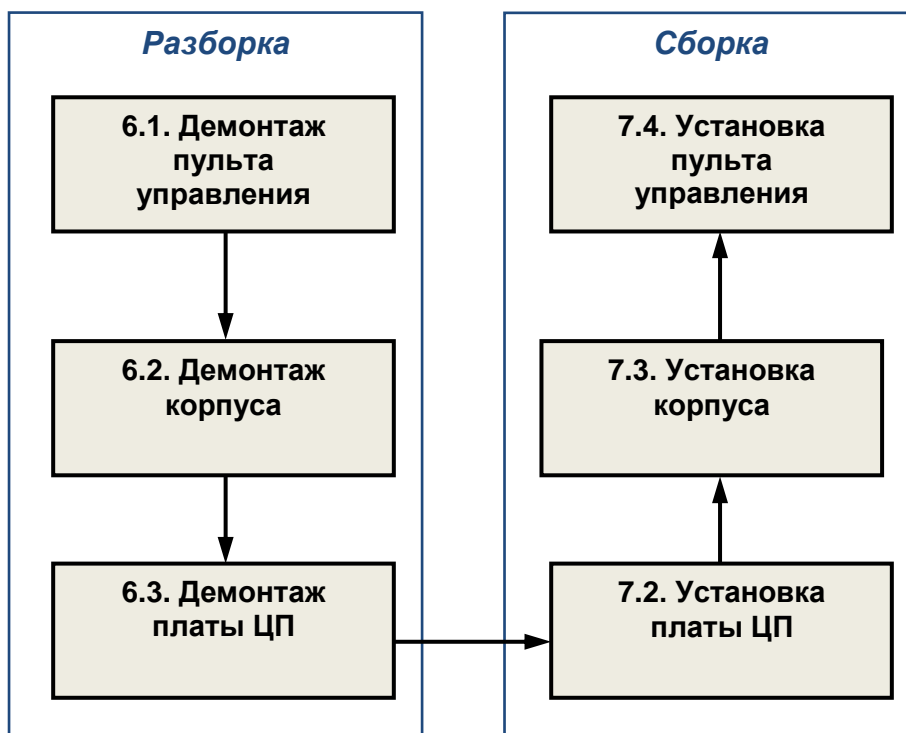 Разборка
6.1. Демонтаж
пульта
управления
6.2. Демонтаж
корпуса
6.3. Демонтаж
платы ЦП
Сборка
7.4. Установка
пульта
управления
7.3. Установка
корпуса
7.2. Установка
платы ЦП